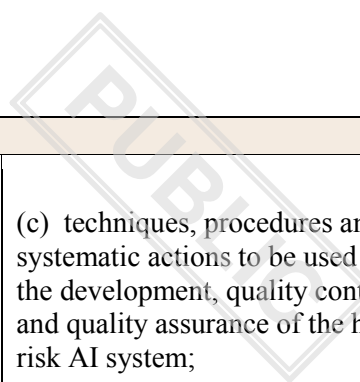 PUBLIC
(c) techniques, procedures an
systematic actions to be used
the development, quality cont
and quality assurance of the h
risk AI system;